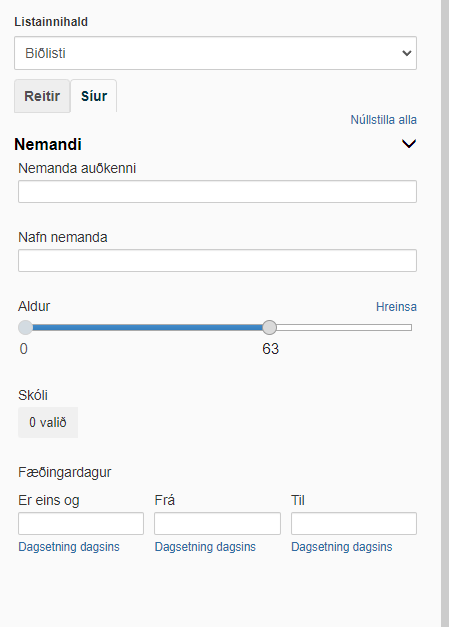 Listainnihald
Biðlisti
Reitir Síur
Núllstilla alla
Nemandi
Nemanda auðkenni
Nafn nemanda
Aldur Hreinsa
0 63
Skóli
0 valið
Fæðingardagur
Er eins og Frá Til
Dagsetning dagsins Dagsetning dagsins Dagsetning dagsins